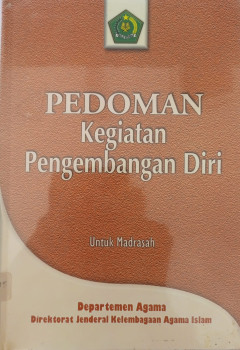 PEDOMAN
Kegiatan
Pengembangan Diri
Untuk Madrasah
Departemen Agama
Direktorat Jenderal Kelembagaan Agama Islam